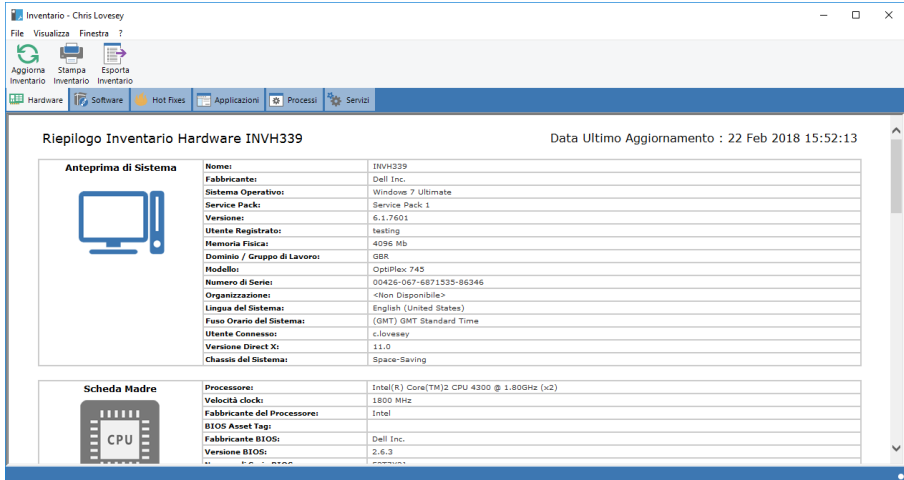 Inventario - Chris Lovesey
File Visualizza Finestra ?
Aggiorna Inventario
Stampa Inventario
Esporta Inventario
Hardware Software Hot Fixes Applicazioni Processi Servizi
Riepilogo Inventario Hardware INVH339 Data Ultimo Aggiornamento : 22 Feb 2018 15:52:13
Anteprima di Sistema
Nome: INVH339
Fabbricante: Dell Inc.
Sistema Operativo: Windows 7 Ultimate
Service Pack: Service Pack 1
Versione: 6.1.7601
Utente Registrato: testing
Memoria Fisica: 4096 Mb
Dominio / Gruppo di Lavoro: GBR
Modello: OptiPlex 745
Numero di Serie: 00426-067-6871535-86346
Organizzazione: <Non Disponibile>
Lingua del Sistema: English (United States)
Fuso Orario del Sistema: (GMT) GMT Standard Time
Utente Connesso: c.lovesey
Versione Direct X: 11.0
Chassis del Sistema: Space-Saving
Scheda Madre
CPU
Processore: Intel(R) Core(TM)2 CPU 4300 @ 1.80GHz (x2)
Velocità clock: 1800 MHz
Fabbricante del Processore: Intel
BIOS Asset Tag:
Fabbricante BIOS: Dell Inc.
Versione BIOS: 2.6.3